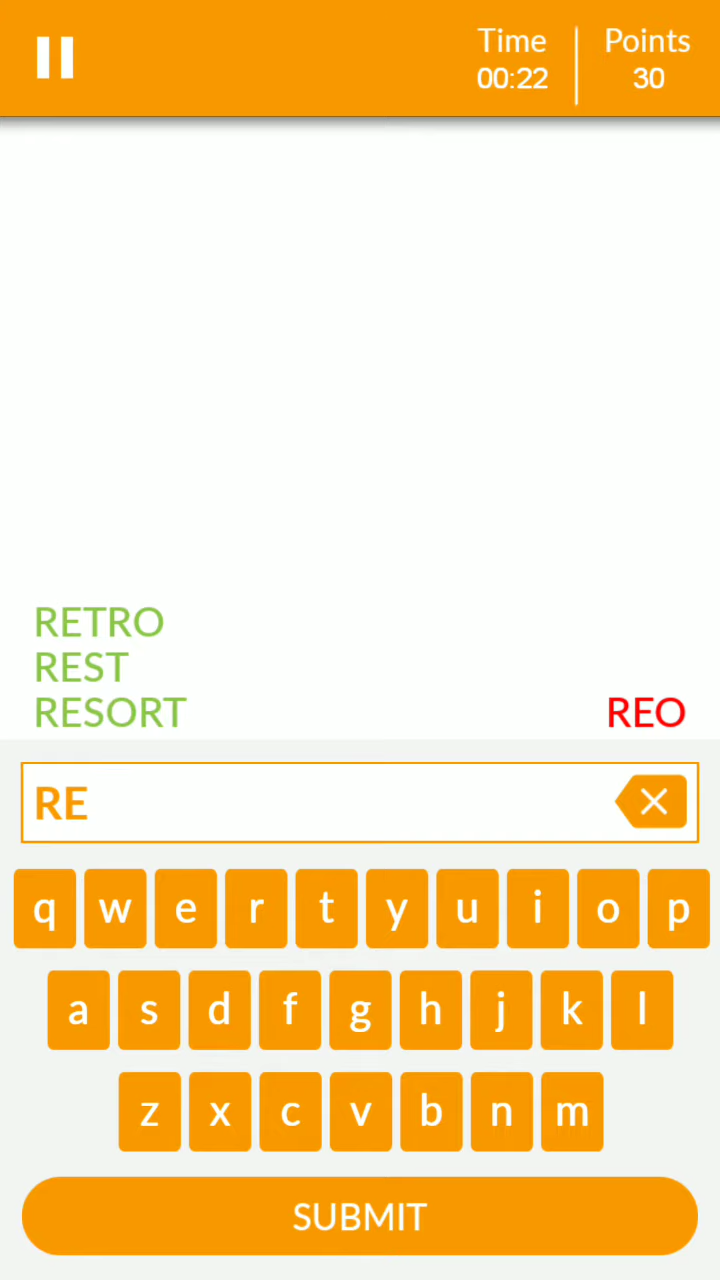 Time
00:22
Points
30
RETRO
REST
RESORT
REO
RE
q w e r t y u i o p
a s d f g h j k l
z x c v b n m
SUBMIT